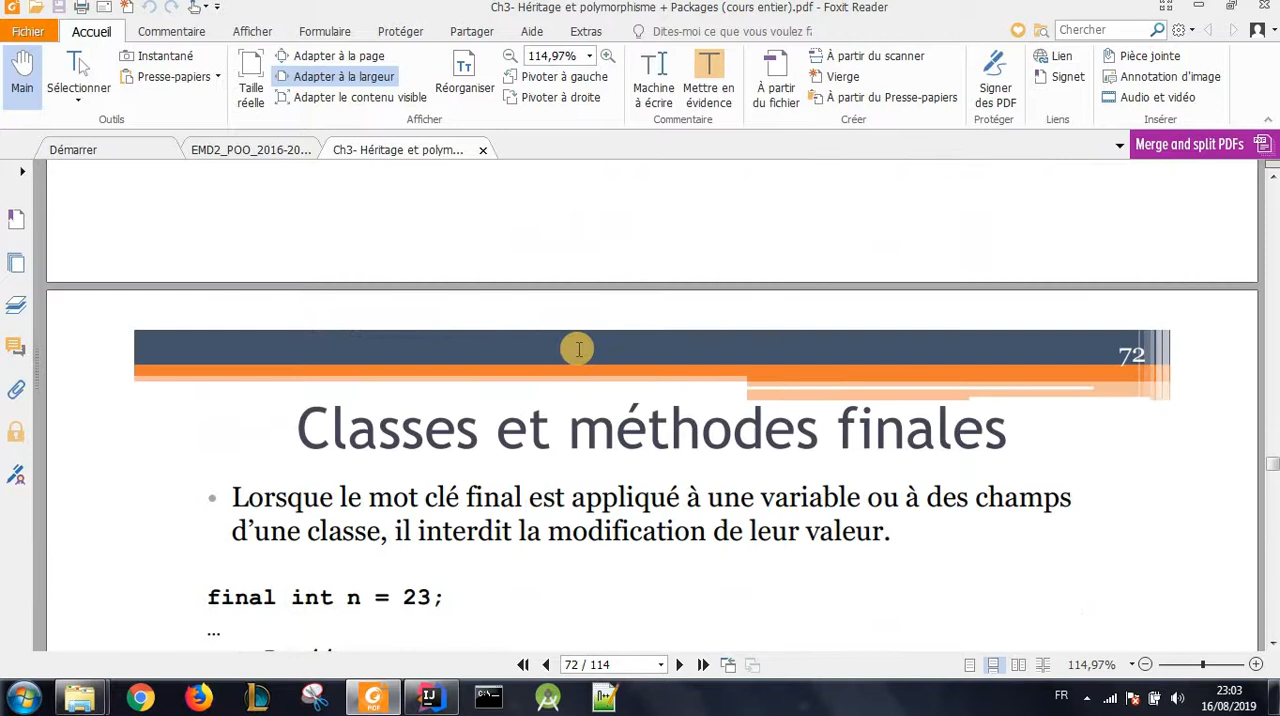 Ch3- Héritage et polymorphisme + Packages (cours entier).pdf - Foxit Reader
Fichier Accueil Commentaire Afficher Formulaire Protéger Partager Aide Extras Dites-moi ce que vous voulez f. Chercher
Main
Sélectionner
Instantané
Presse-papiers
Outils
Taille réelle
Adapter à la page
Adapter à la largeur
Adapter le contenu visible
Réorganiser
114,97%
Pivoter à gauche
Pivoter à droite
Afficher
Machine à écrire
Mettre en évidence
Commentaire
À partir du fichier
À partir du scanner
Vierge
À partir du Presse-papiers
Créer
Signer des PDF
Protéger
Lien
Signet
Liens
Pièce jointe
Annotation d'image
Audio et vidéo
Insérer
Démarrer EMD2_POO_2016-20... Ch3- Héritage et polym... Merge and split PDFs
72
Classes et méthodes finales
• Lorsque le mot clé final est appliqué à une variable ou à des champs
d'une classe, il interdit la modification de leur valeur.
final int n = 23;
…
72 / 114 114,97%
FR 23:03
16/08/2019